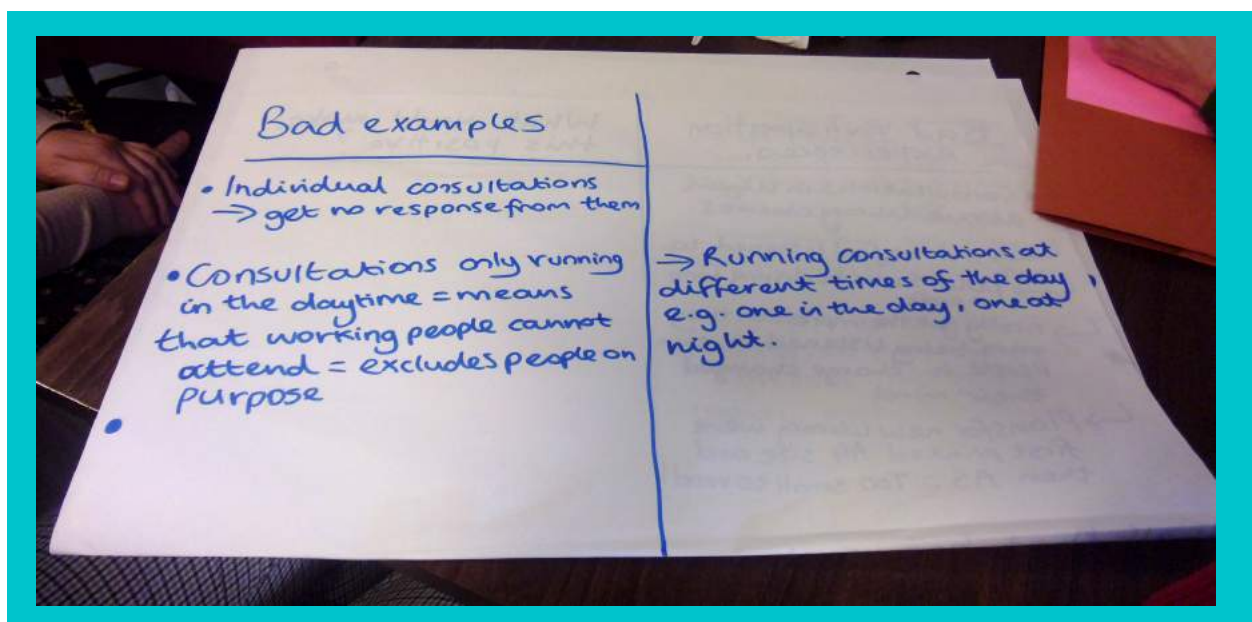 Bad examples
• Individual consultations
→ get no response from them
• Consultations only running
in the daytime = means
that working people cannot
attend = excludes people on
purpose
•
→ Running consultations at
different times of the day,
e.g. one in the day, one at
night.